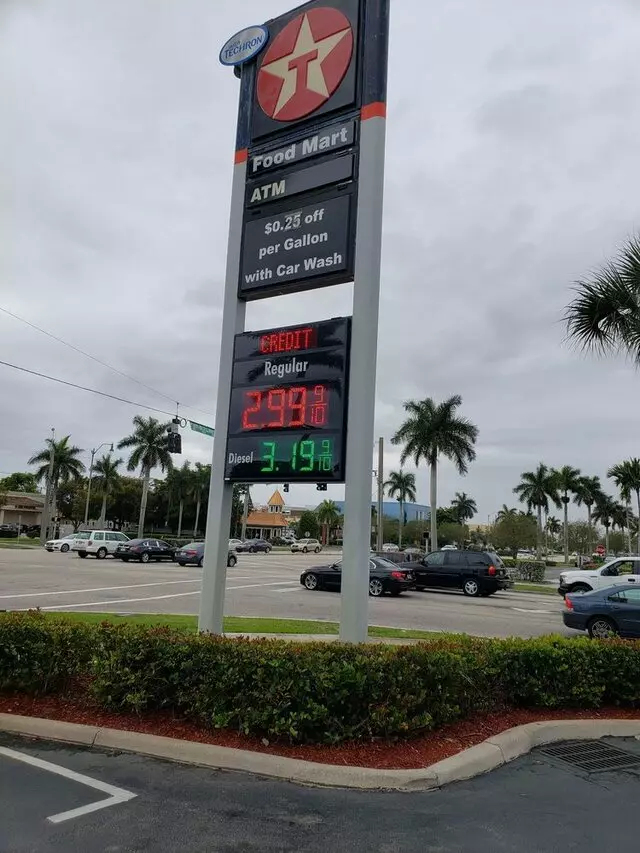 TECHRON
T
Food Mart
ATM
$0.25 off
per Gallon
with Car Wash
CREDIT
Regular
2.99 9/10
Diesel 3.19 9/10